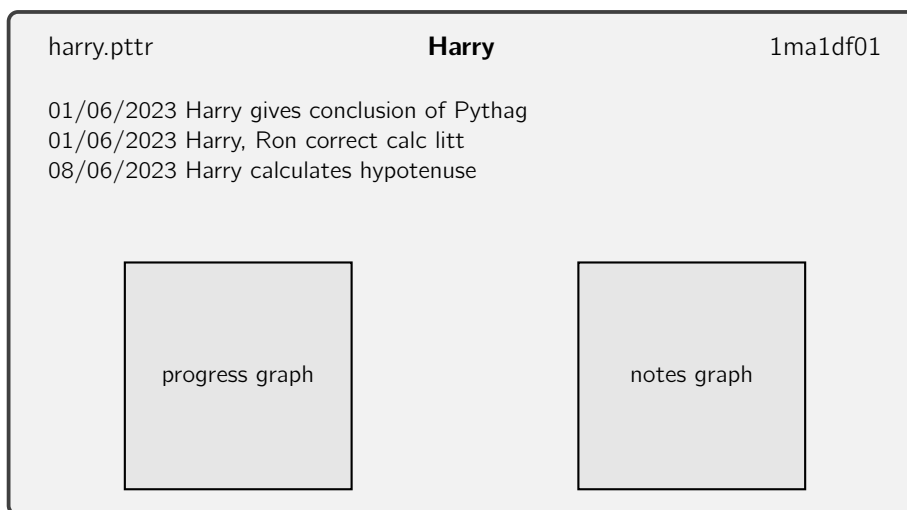 harry.pttr Harry 1ma1df01
01/06/2023 Harry gives conclusion of Pythag
01/06/2023 Harry, Ron correct calc litt
08/06/2023 Harry calculates hypotenuse
progress graph notes graph